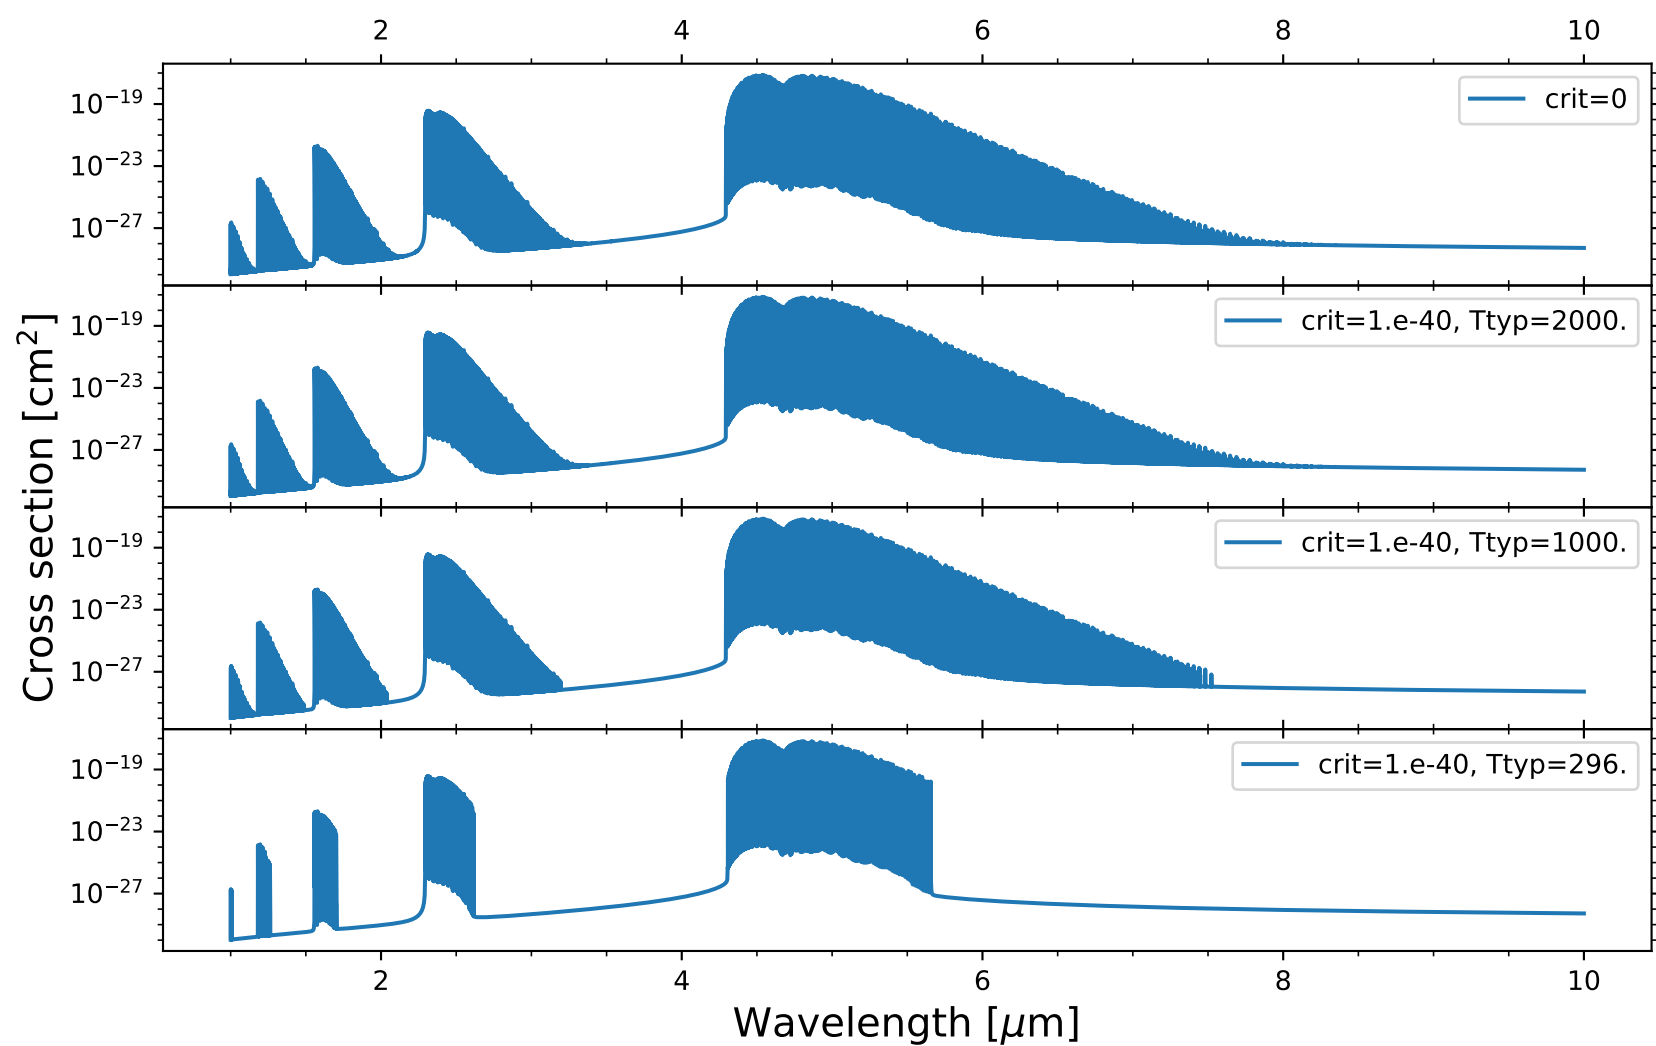 2 4 6 8 10
10⁻¹⁹
10⁻²³
10⁻²⁷
crit=0
10⁻¹⁹
10⁻²³
10⁻²⁷
crit=1.e-40, Ttyp=2000.
10⁻¹⁹
10⁻²³
10⁻²⁷
crit=1.e-40, Ttyp=1000.
10⁻¹⁹
10⁻²³
10⁻²⁷
crit=1.e-40, Ttyp=296.
Cross section [cm²]
2 4 6 8 10
Wavelength [μm]